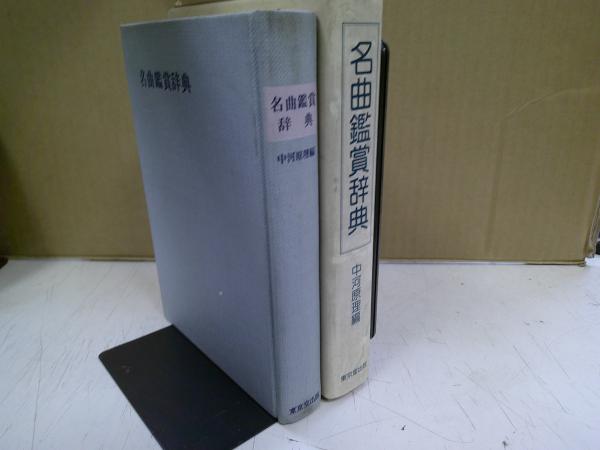 名曲鑑賞辞典
名曲鑑賞
辞典
中河原理編
東京堂出版
名曲鑑賞辞典
中河原理編
東京堂出版